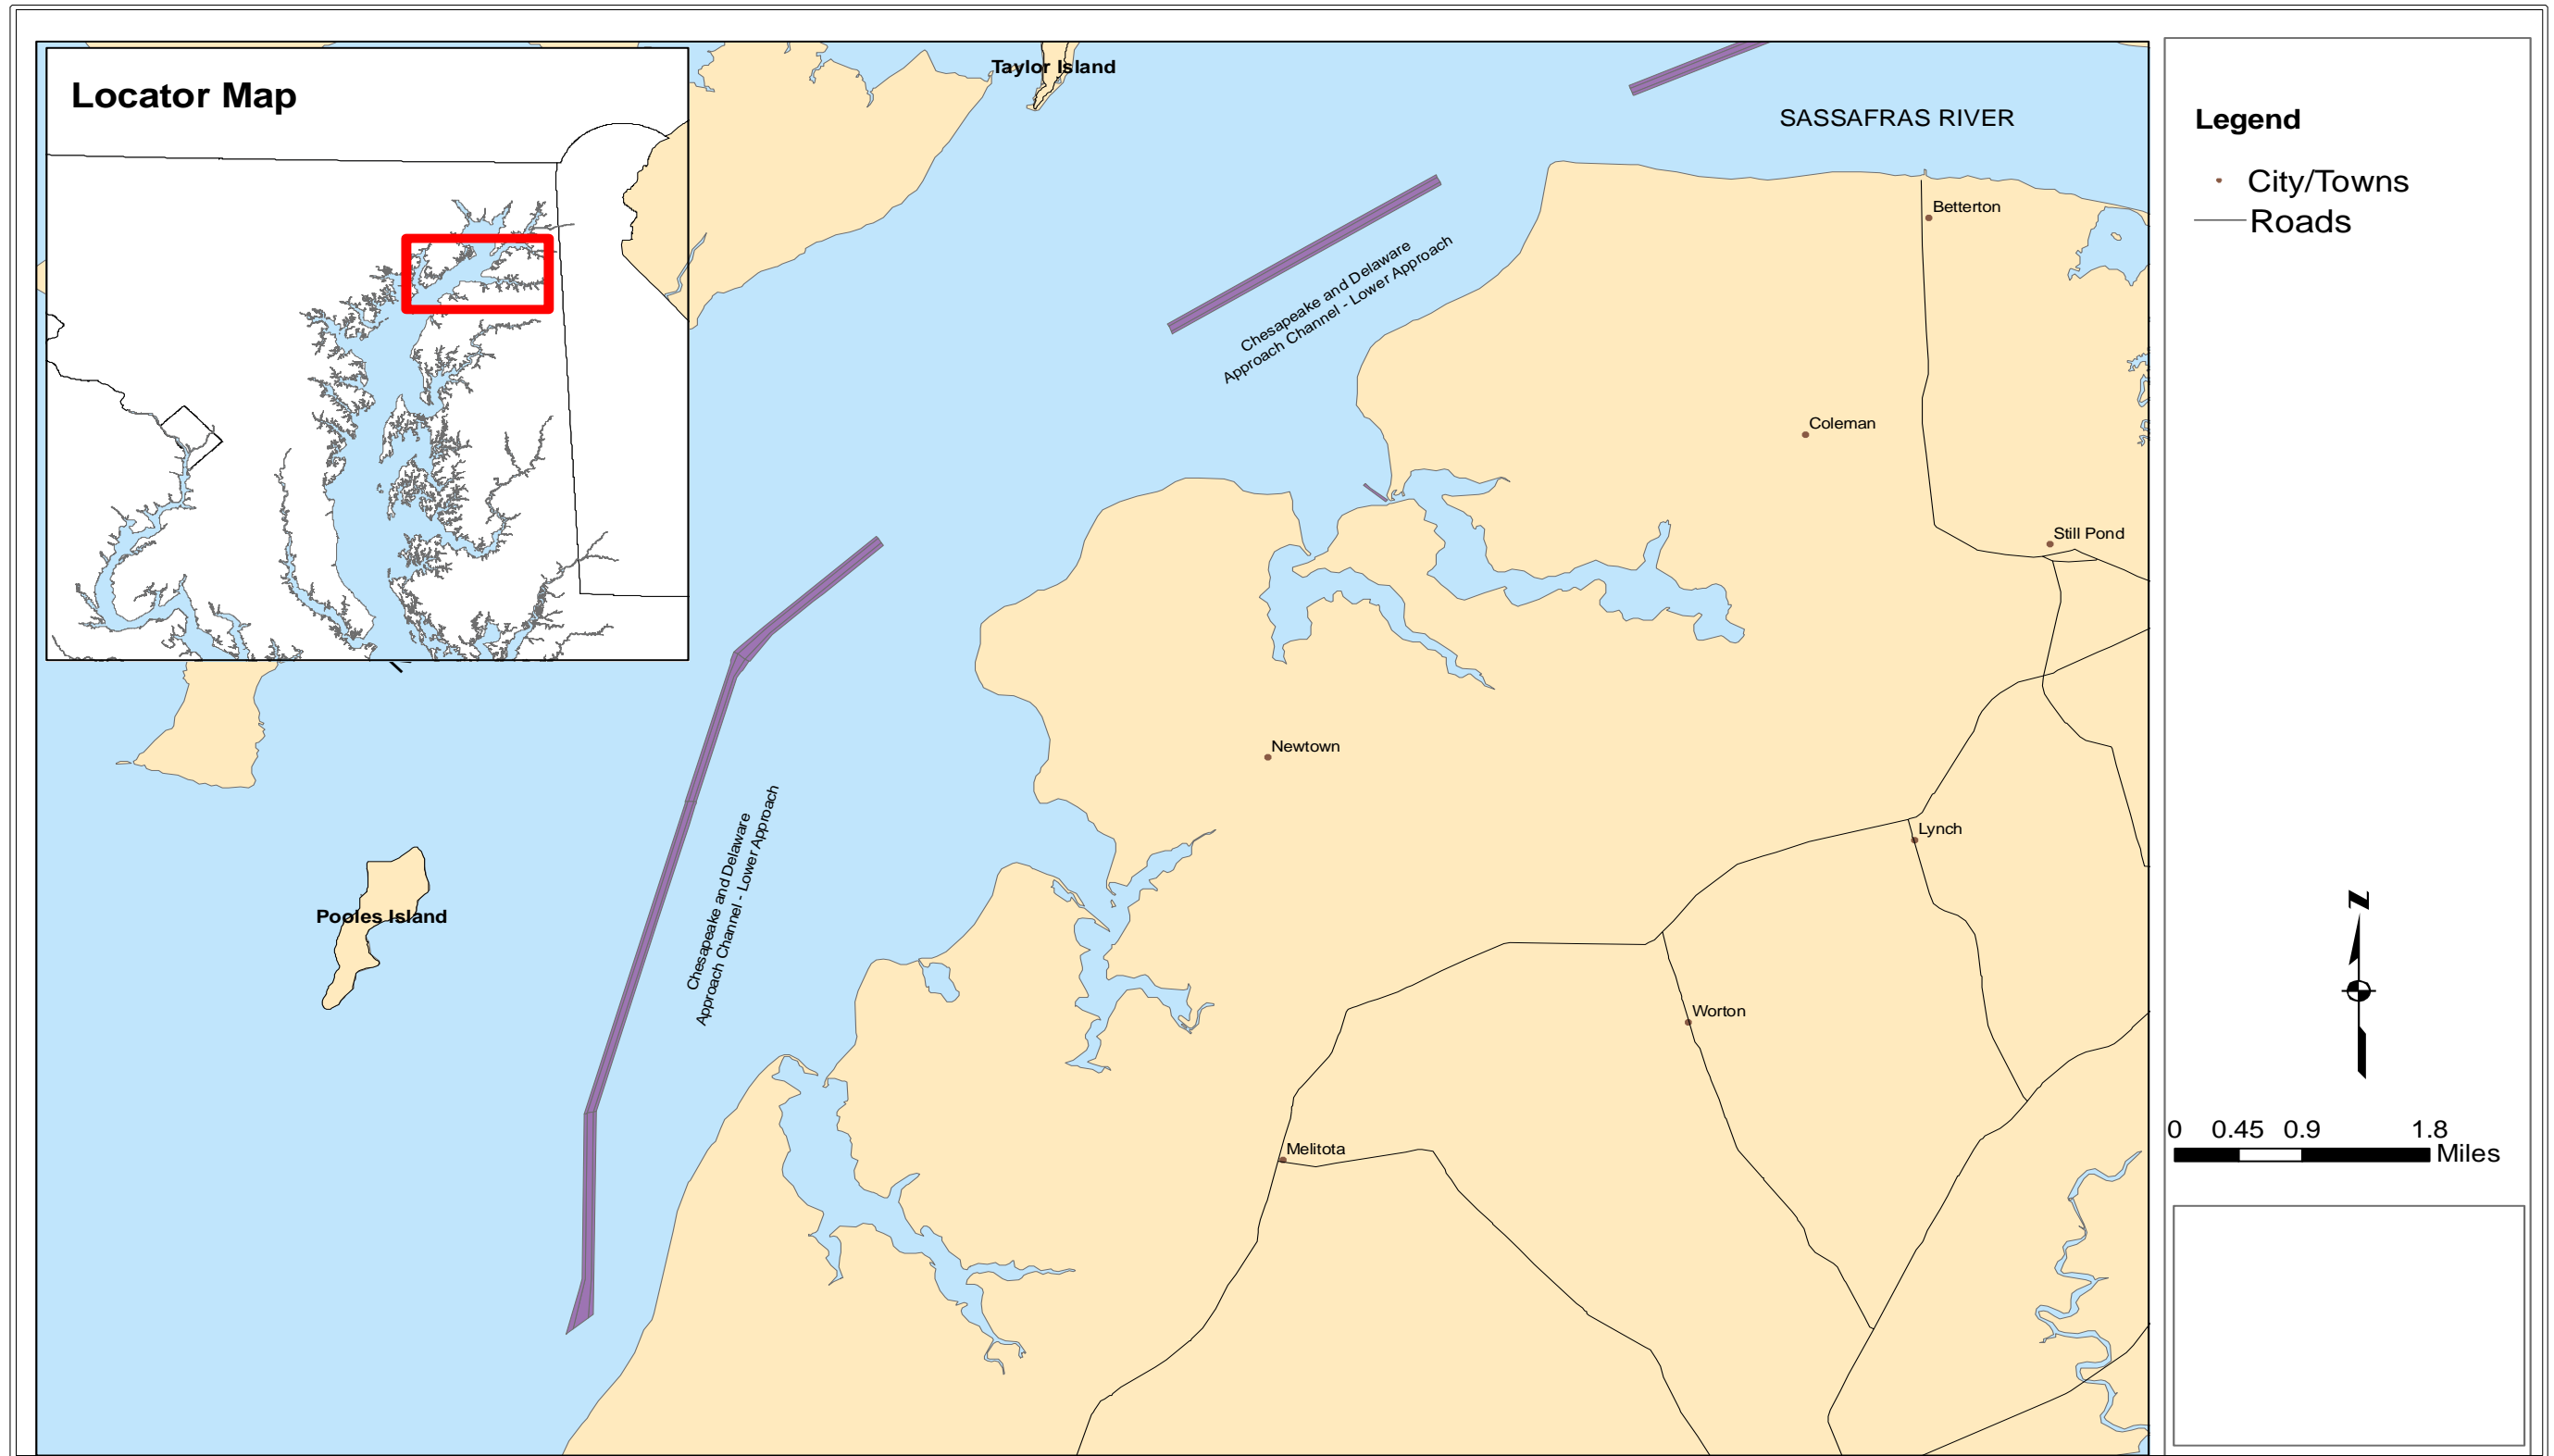 Locator Map
Taylor Island
SASSAFRAS RIVER
Betterton
Chesapeake and Delaware
Approach Channel - Lower Approach
Coleman
Still Pond
Newtown
Lynch
Chesapeake and Delaware
Approach Channel - Lower Approach
Pooles Island
Worton
Melitota
Legend
City/Towns
Roads
N
0 0.45 0.9 1.8
Miles